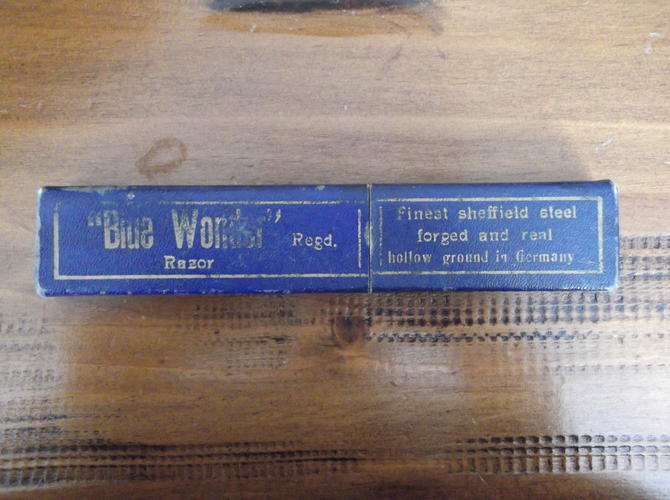 "Blue Wonder" Regd.
Razor
Finest sheffield steel
forged and real
hollow ground in Germany